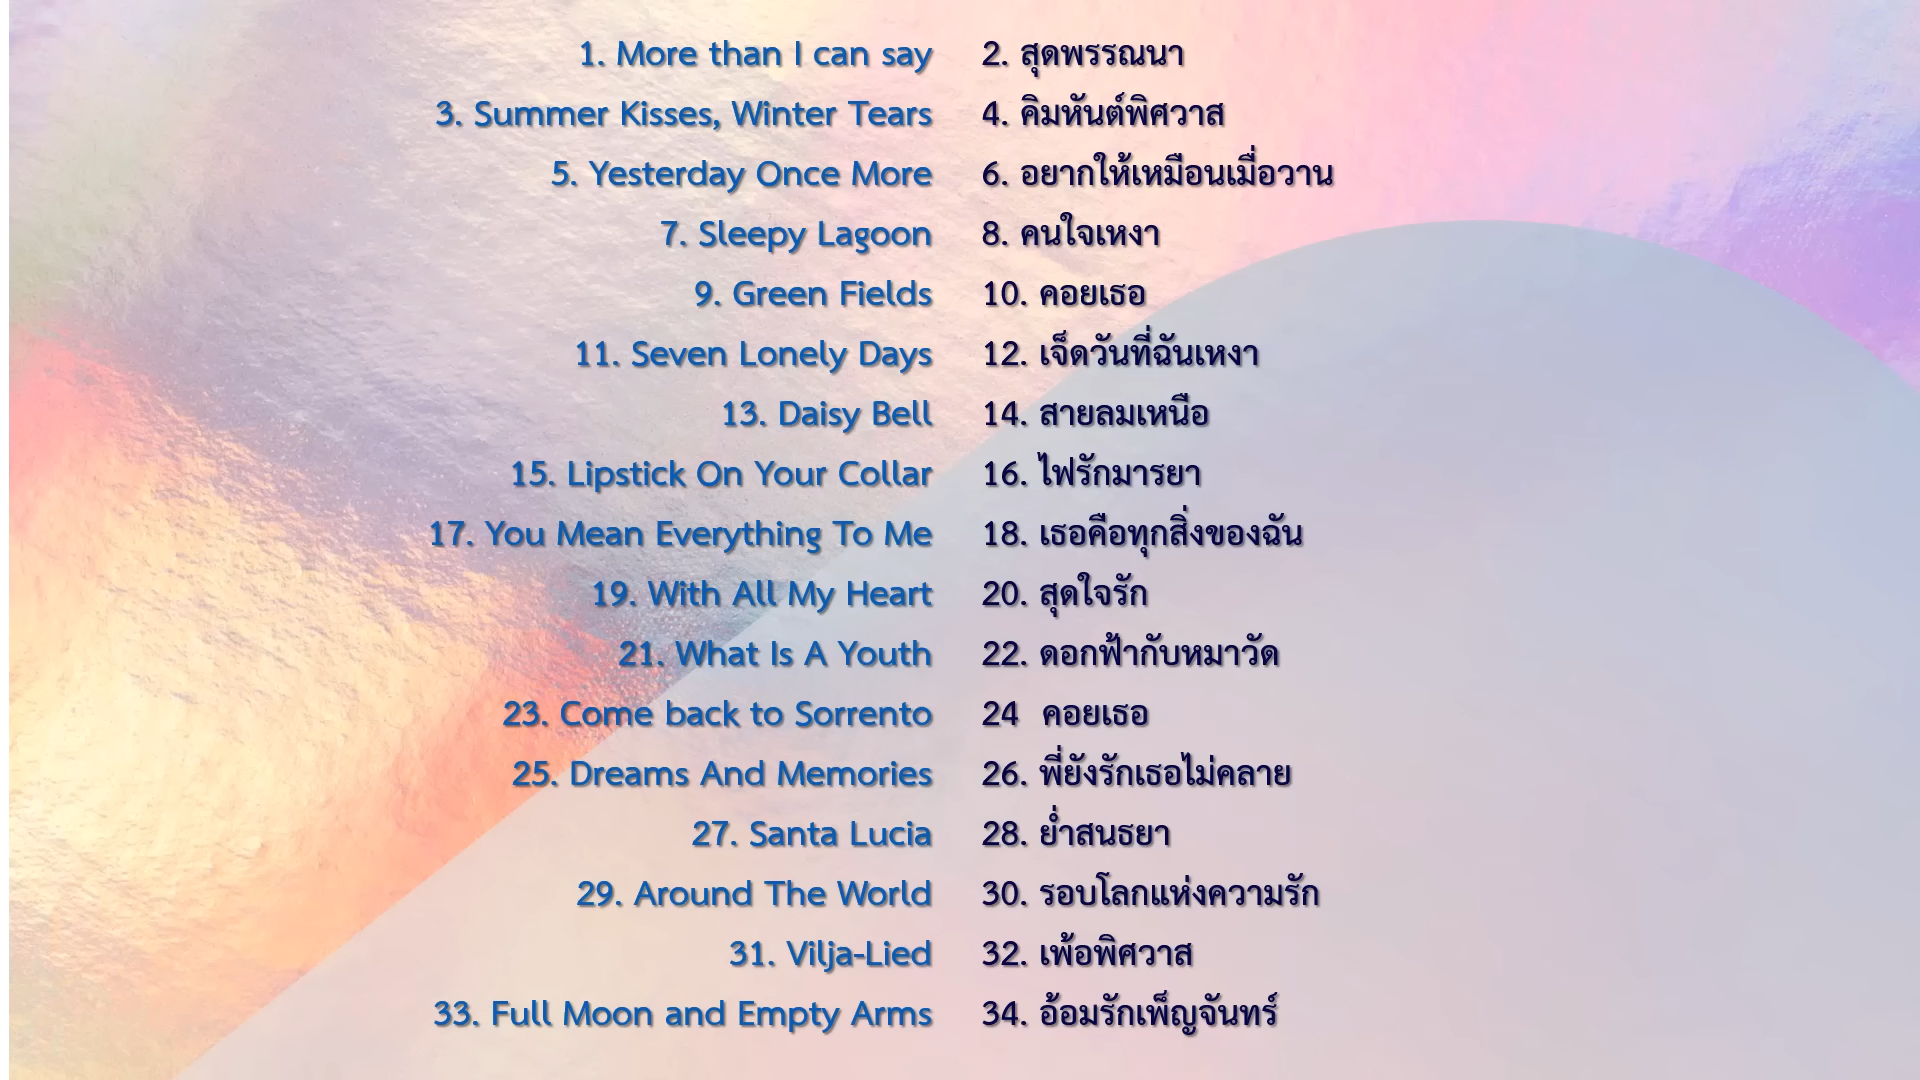 1. More than I can say 2. สุดพรรณนา
3. Summer Kisses, Winter Tears 4. คิมหันต์พิศวาส
5. Yesterday Once More 6. อยากให้เหมือนเมื่อวาน
7. Sleepy Lagoon 8. คนใจเหงา
9. Green Fields 10. คอยเธอ
11. Seven Lonely Days 12. เจ็ดวันที่ฉันเหงา
13. Daisy Bell 14. สายลมเหนือ
15. Lipstick On Your Collar 16. ไฟรักมารยา
17. You Mean Everything To Me 18. เธอคือทุกสิ่งของฉัน
19. With All My Heart 20. สุดใจรัก
21. What Is A Youth 22. ดอกฟ้ากับหมาวัด
23. Come back to Sorrento 24 คอยเธอ
25. Dreams And Memories 26. พี่ยังรักเธอไม่คลาย
27. Santa Lucia 28. ย่ำสนธยา
29. Around The World 30. รอบโลกแห่งความรัก
31. Vilja-Lied 32. เพ้อพิศวาส
33. Full Moon and Empty Arms 34. อ้อมรักเพ็ญจันทร์